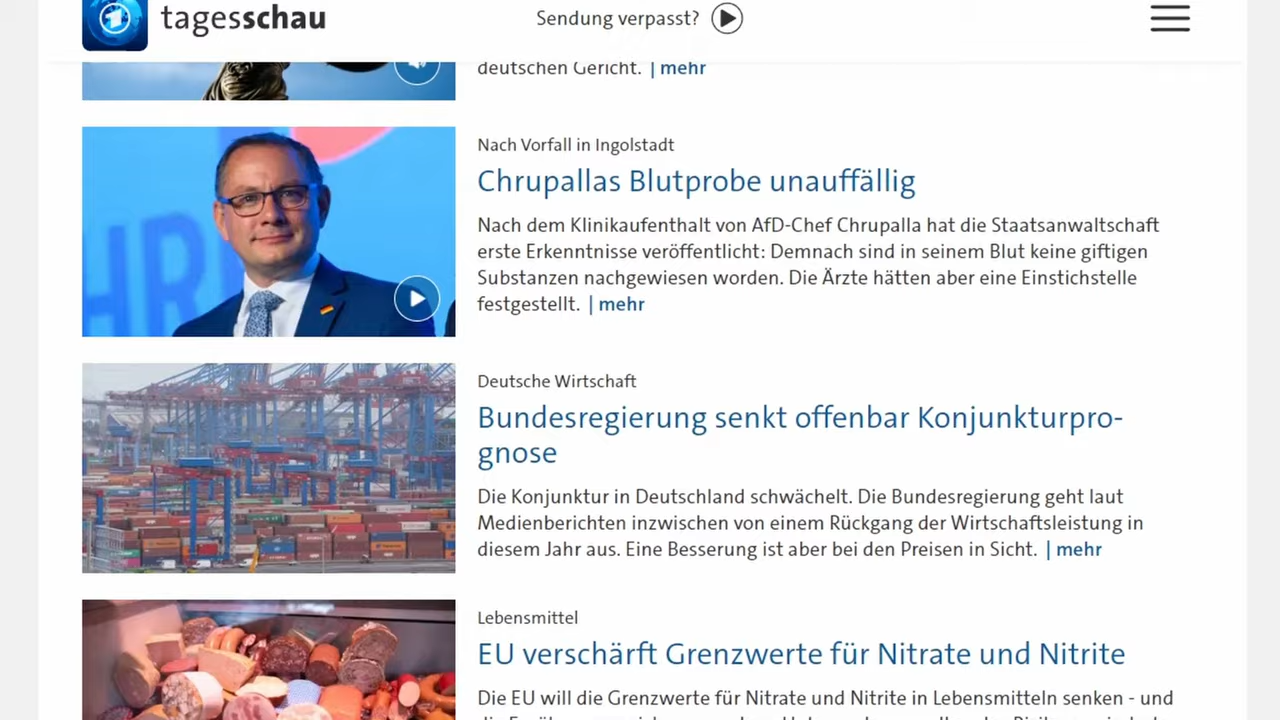 tagesschau
Sendung verpasst?
deutschen Gericht. | mehr
Nach Vorfall in Ingolstadt
Chrupallas Blutprobe unauffällig
Nach dem Klinikaufenthalt von AfD-Chef Chrupalla hat die Staatsanwaltschaft
erste Erkenntnisse veröffentlicht: Demnach sind in seinem Blut keine giftigen
Substanzen nachgewiesen worden. Die Ärzte hätten aber eine Einstichstelle
festgestellt. | mehr
Deutsche Wirtschaft
Bundesregierung senkt offenbar Konjunkturpro-
gnose
Die Konjunktur in Deutschland schwächelt. Die Bundesregierung geht laut
Medienberichten inzwischen von einem Rückgang der Wirtschaftsleistung in
diesem Jahr aus. Eine Besserung ist aber bei den Preisen in Sicht. | mehr
Lebensmittel
EU verschärft Grenzwerte für Nitrate und Nitrite
Die EU will die Grenzwerte für Nitrate und Nitrite in Lebensmitteln senken - und